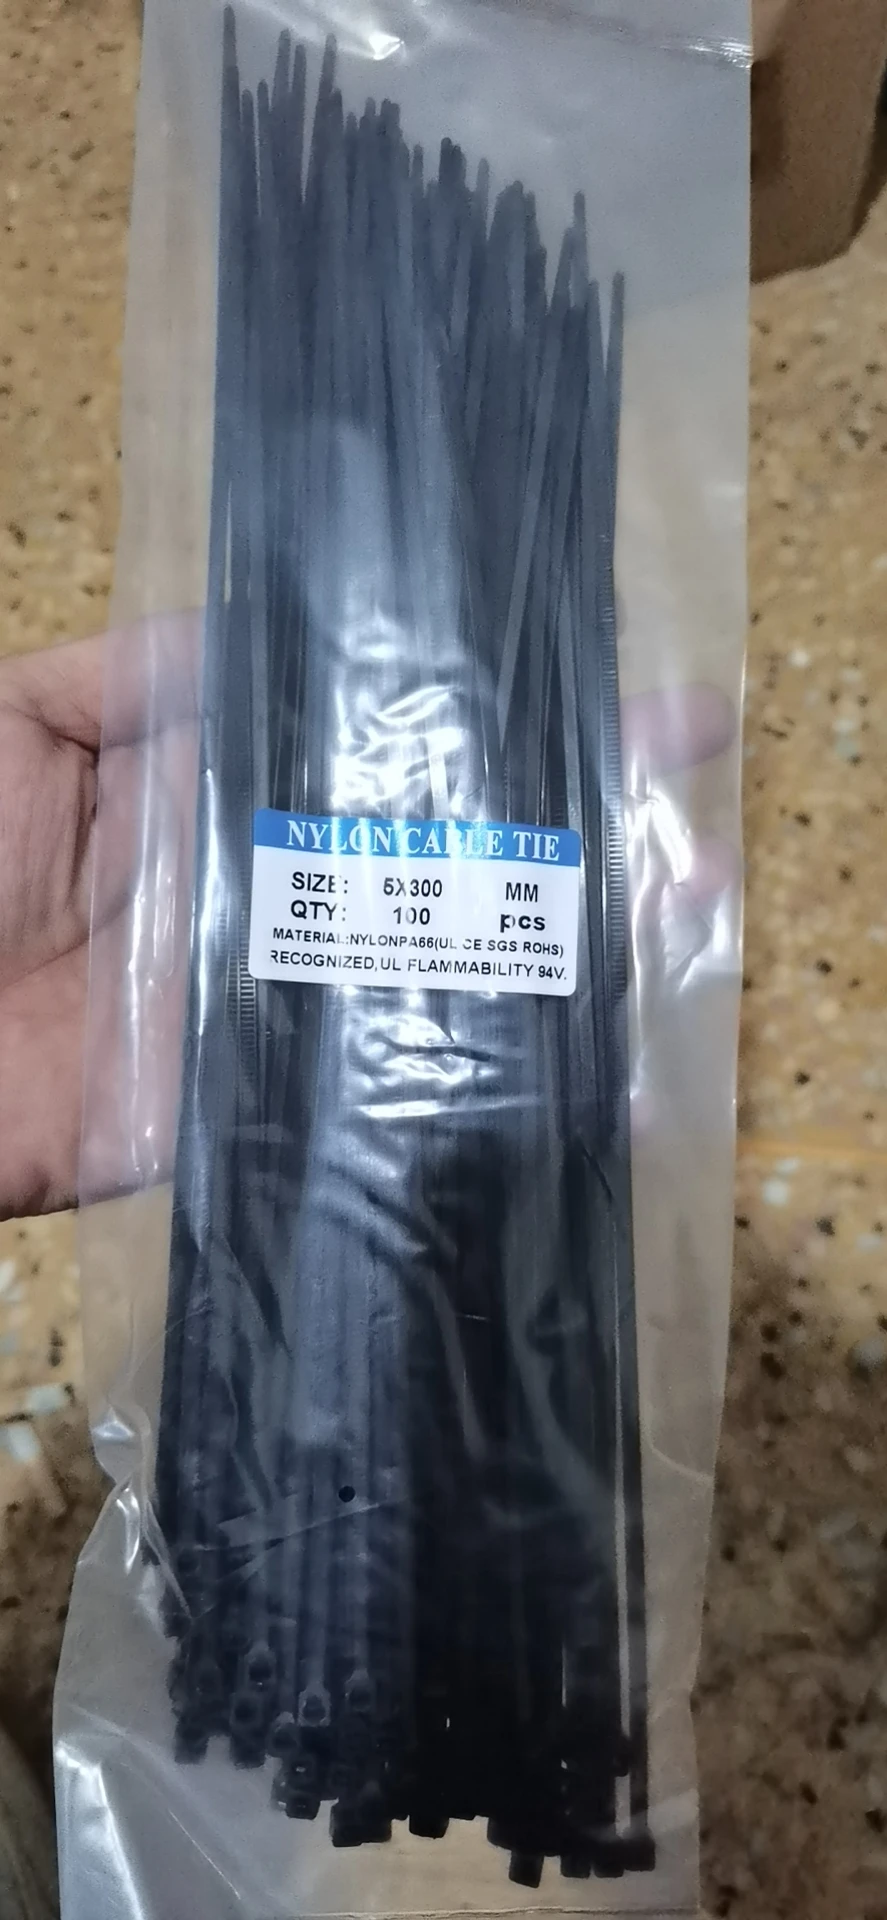 NYLON CABLE TIE
SIZE: 5X300 MM
QTY: 100 pcs
MATERIAL:NYLONPA66(UL CE SGS ROHS)
RECOGNIZED,UL FLAMMABILITY 94V.